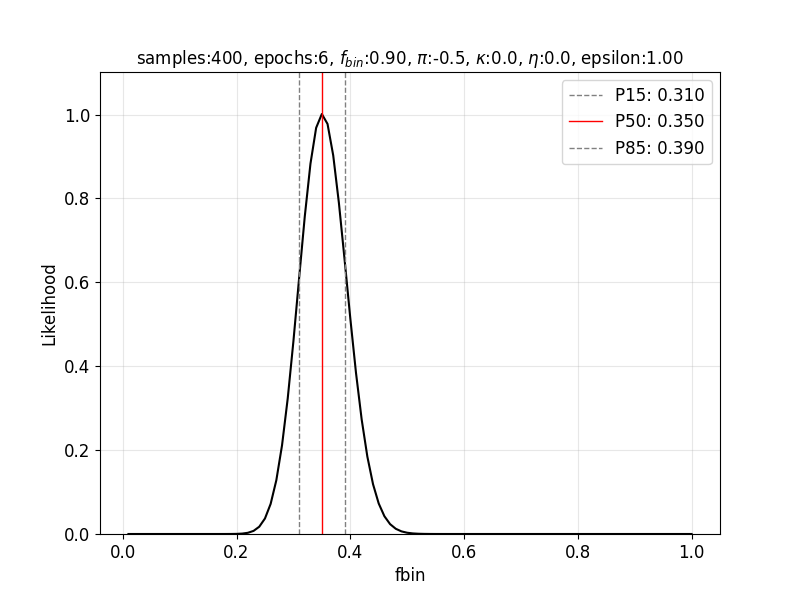 samples:400, epochs:6, f_bin:0.90, π:-0.5, κ:0.0, η:0.0, epsilon:1.00
P15: 0.310
P50: 0.350
P85: 0.390
1.0
0.8
0.6
0.4
0.2
0.0
Likelihood
0.0 0.2 0.4 0.6 0.8 1.0
fbin